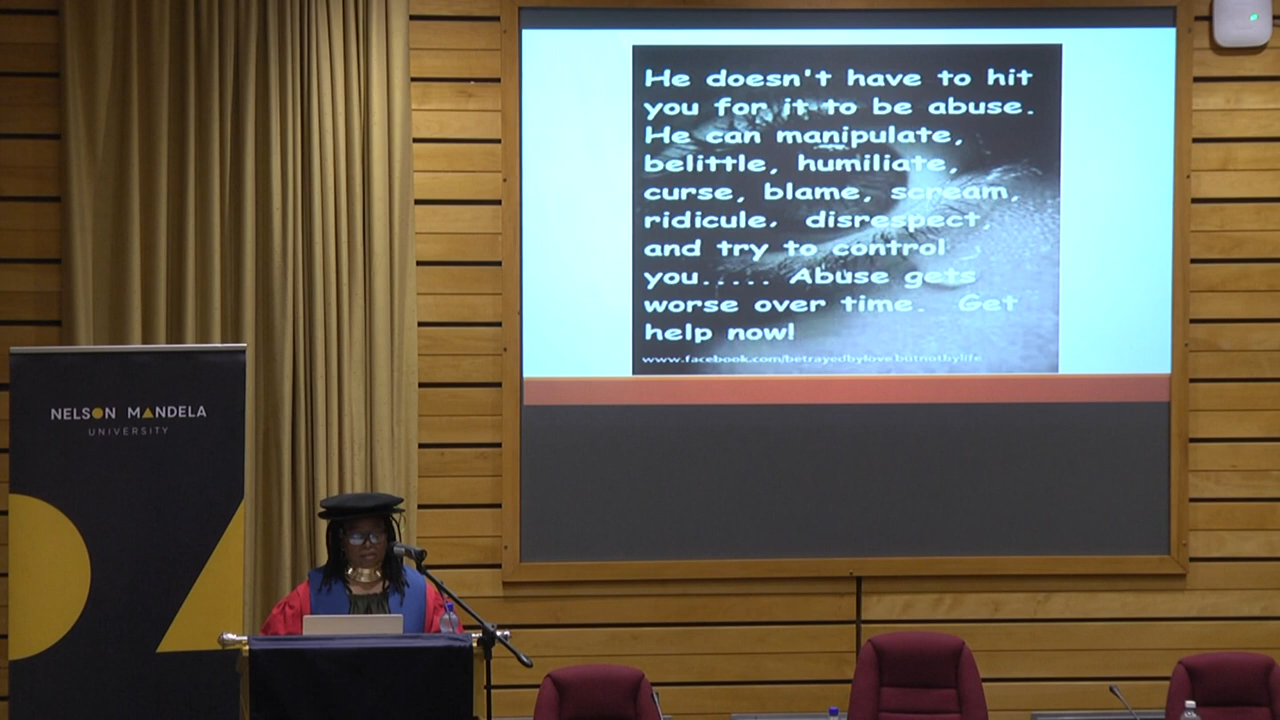 He doesn't have to hit
you for it to be abuse.
He can manipulate,
belittle, humiliate,
curse, blame, scream,
ridicule. disrespect,
and try to control
you..... Abuse gets
worse over time. Get
help now!
www.facebook.com/betrayedbylovebutnotbylife
NELSON MANDELA
UNIVERSITY